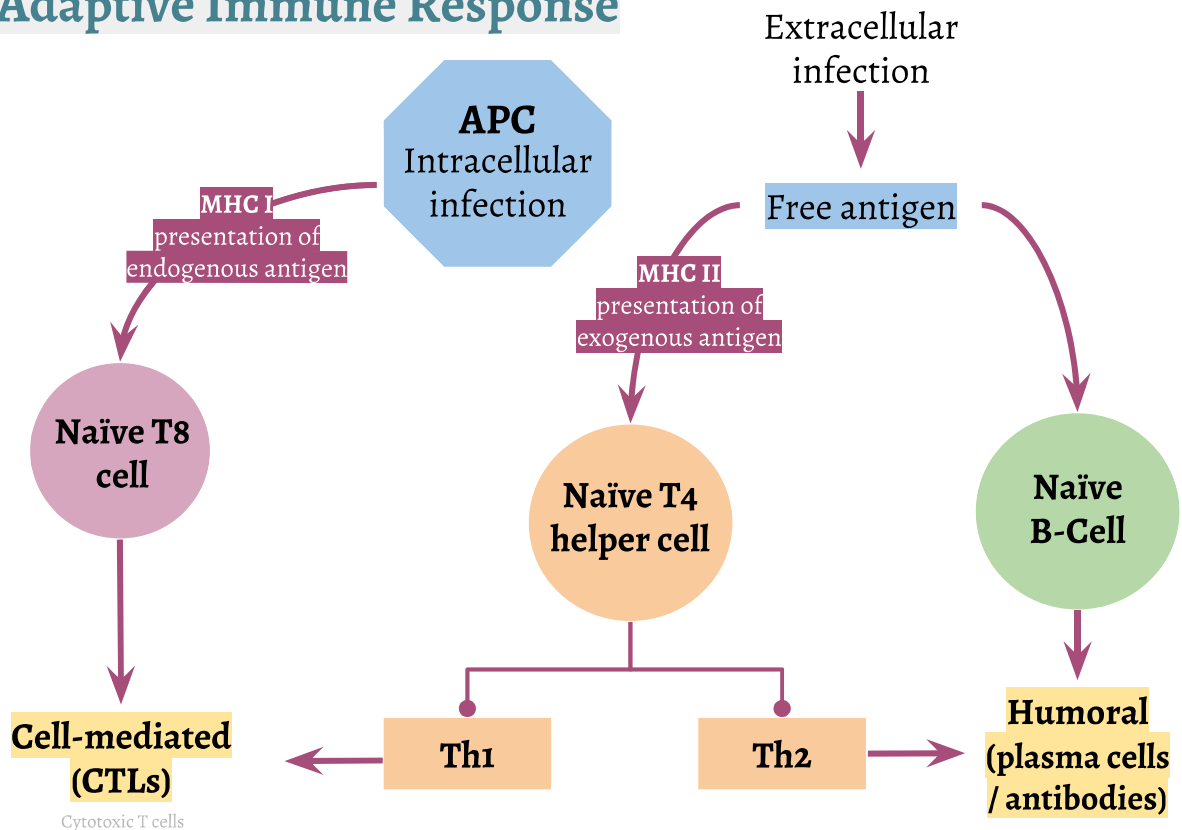 Adaptive Immune Response
Extracellular
infection
APC
Intracellular
infection
MHC I
presentation of
endogenous antigen
Free antigen
MHC II
presentation of
exogenous antigen
Naïve T8
cell
Naïve T4
helper cell
Naïve
B-Cell
Cell-mediated
(CTLs)
Cytotoxic T cells
Th1
Th2
Humoral
(plasma cells
/ antibodies)